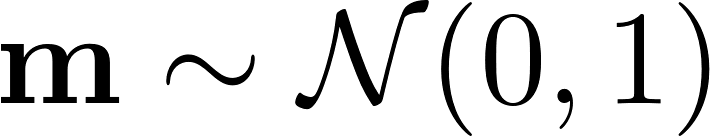 𝐦 ∼ 𝒩(0, 1)